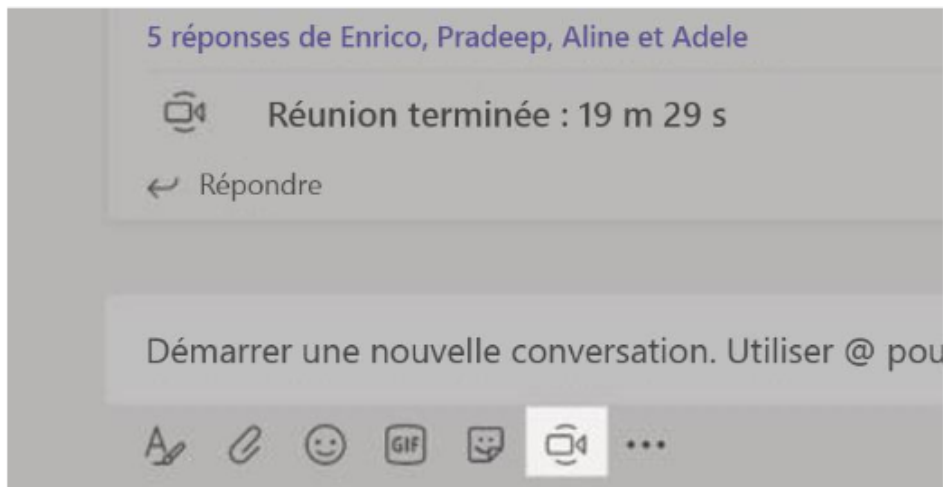 5 réponses de Enrico, Pradeep, Aline et Adele
Réunion terminée : 19 m 29 s
Répondre
Démarrer une nouvelle conversation. Utiliser @ pou
GIF